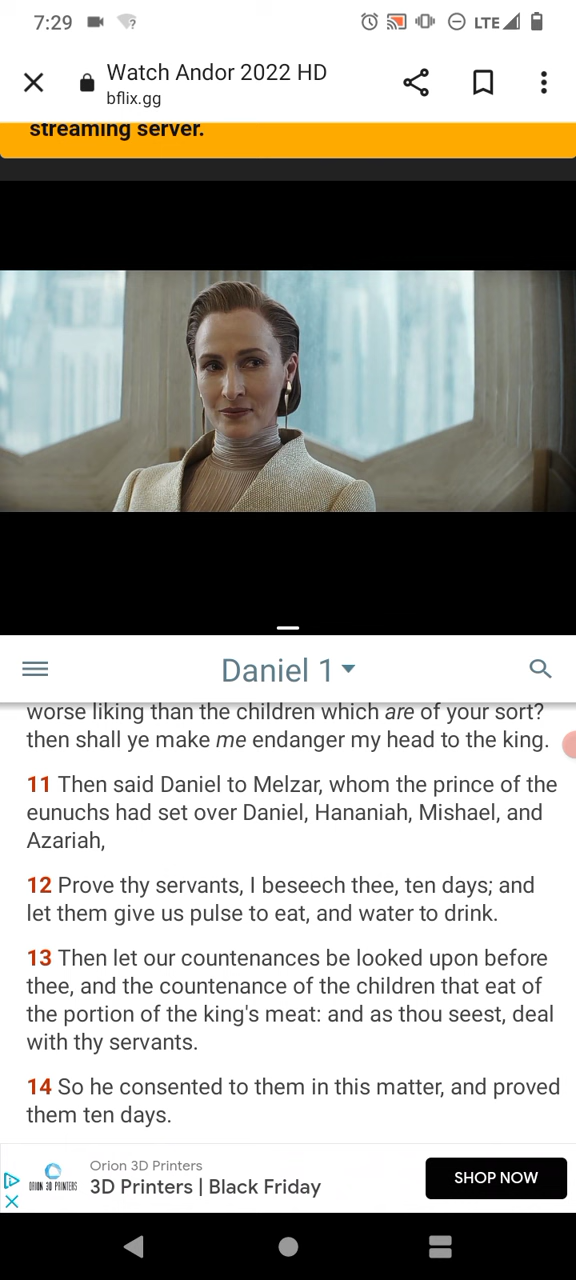 7:29
?
LTE
Watch Andor 2022 HD
bflix.gg
streaming server.
Daniel 1
worse liking than the children which are of your sort?
then shall ye make me endanger my head to the king.
11 Then said Daniel to Melzar, whom the prince of the
eunuchs had set over Daniel, Hananiah, Mishael, and
Azariah,
12 Prove thy servants, I beseech thee, ten days; and
let them give us pulse to eat, and water to drink.
13 Then let our countenances be looked upon before
thee, and the countenance of the children that eat of
the portion of the king's meat: and as thou seest, deal
with thy servants.
14 So he consented to them in this matter, and proved
them ten days.
Orion 3D Printers
ORION 3D PRINTERS
3D Printers | Black Friday
SHOP NOW